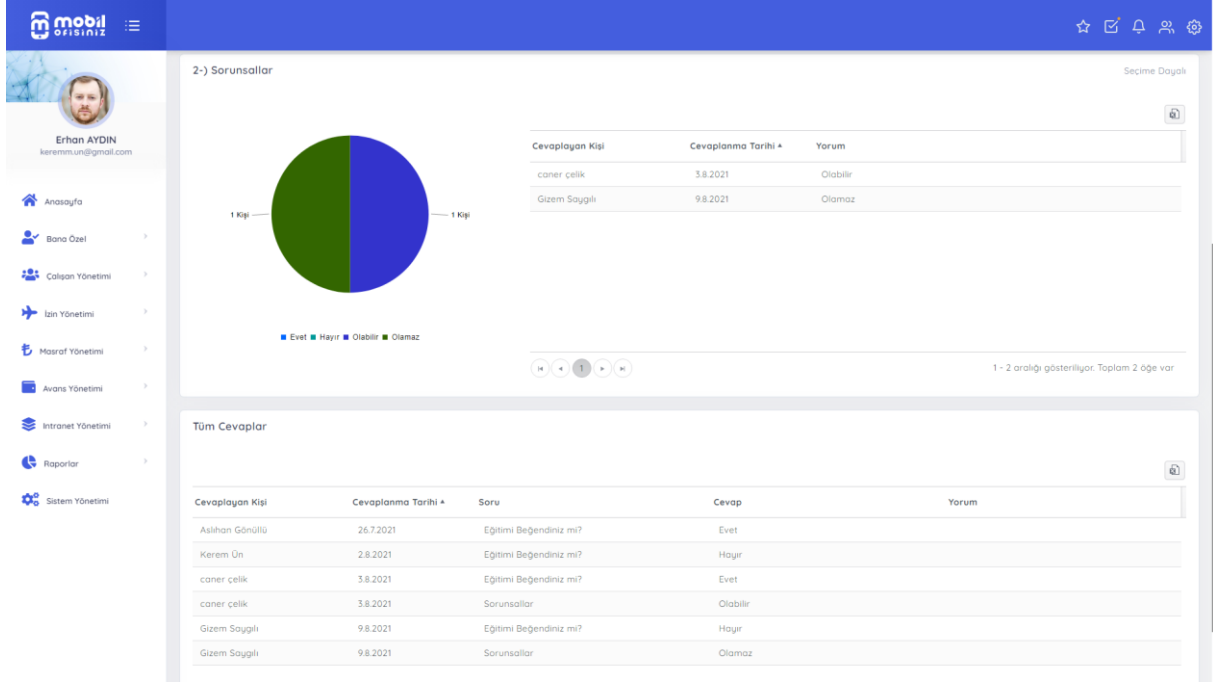 mobil
ofisiniz
Erhan AYDIN
keremm.un@gmail.com
Anasayfa
Bana Özel
Çalışan Yönetimi
İzin Yönetimi
Masraf Yönetimi
Avans Yönetimi
Intranet Yönetimi
Raporlar
Sistem Yönetimi
2-) Sorunsallar
Seçime Dayalı
1 Kişi
1 Kişi
Evet Hayır Olabilir Olamaz
Cevaplayan Kişi Cevaplanma Tarihi Yorum
caner çelik 3.8.2021 Olabilir
Gizem Saygılı 9.8.2021 Olamaz
1
1 - 2 aralığı gösteriliyor. Toplam 2 öğe var
Tüm Cevaplar
Cevaplayan Kişi Cevaplanma Tarihi Soru Cevap Yorum
Aslıhan Gönüllü 26.7.2021 Eğitimi Beğendiniz mi? Evet
Kerem Ün 2.8.2021 Eğitimi Beğendiniz mi? Hayır
caner çelik 3.8.2021 Eğitimi Beğendiniz mi? Evet
caner çelik 3.8.2021 Sorunsallar Olabilir
Gizem Saygılı 9.8.2021 Eğitimi Beğendiniz mi? Hayır
Gizem Saygılı 9.8.2021 Sorunsallar Olamaz